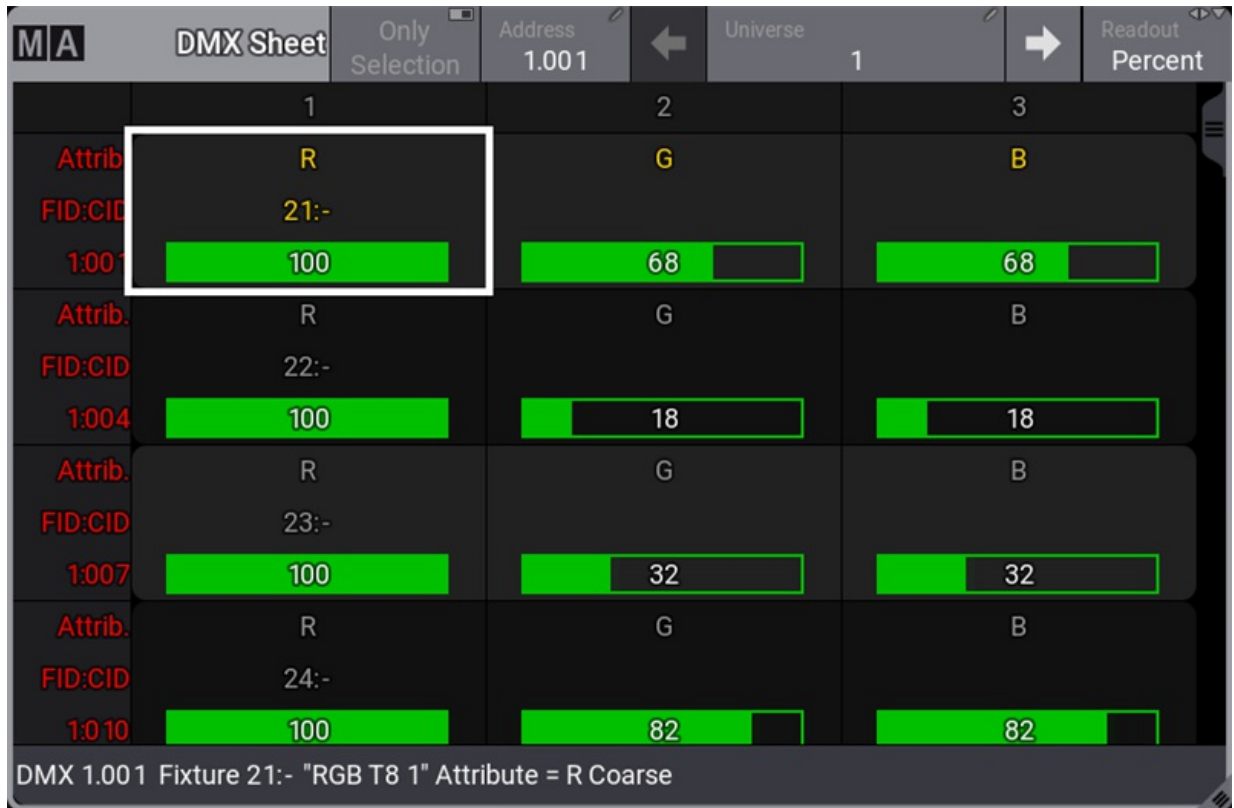 MA DMX Sheet Only Selection Address 1.001 Universe 1 Readout Percent
1 2 3
Attrib R G B
FID:CID 21:-
1:001 100 68 68
Attrib. R G B
FID:CID 22:-
1:004 100 18 18
Attrib. R G B
FID:CID 23:-
1:007 100 32 32
Attrib. R G B
FID:CID 24:-
1:010 100 82 82
DMX 1.001 Fixture 21:- "RGB T8 1" Attribute = R Coarse